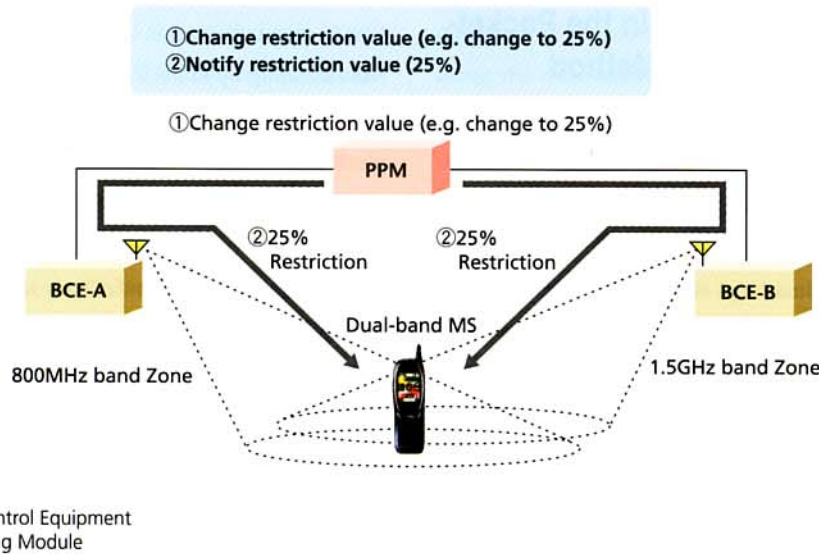 ①Change restriction value (e.g. change to 25%)
②Notify restriction value (25%)
①Change restriction value (e.g. change to 25%)
PPM
②25%
Restriction
②25%
Restriction
BCE-A
BCE-B
Dual-band MS
800MHz band Zone
1.5GHz band Zone
ntrol Equipment
g Module